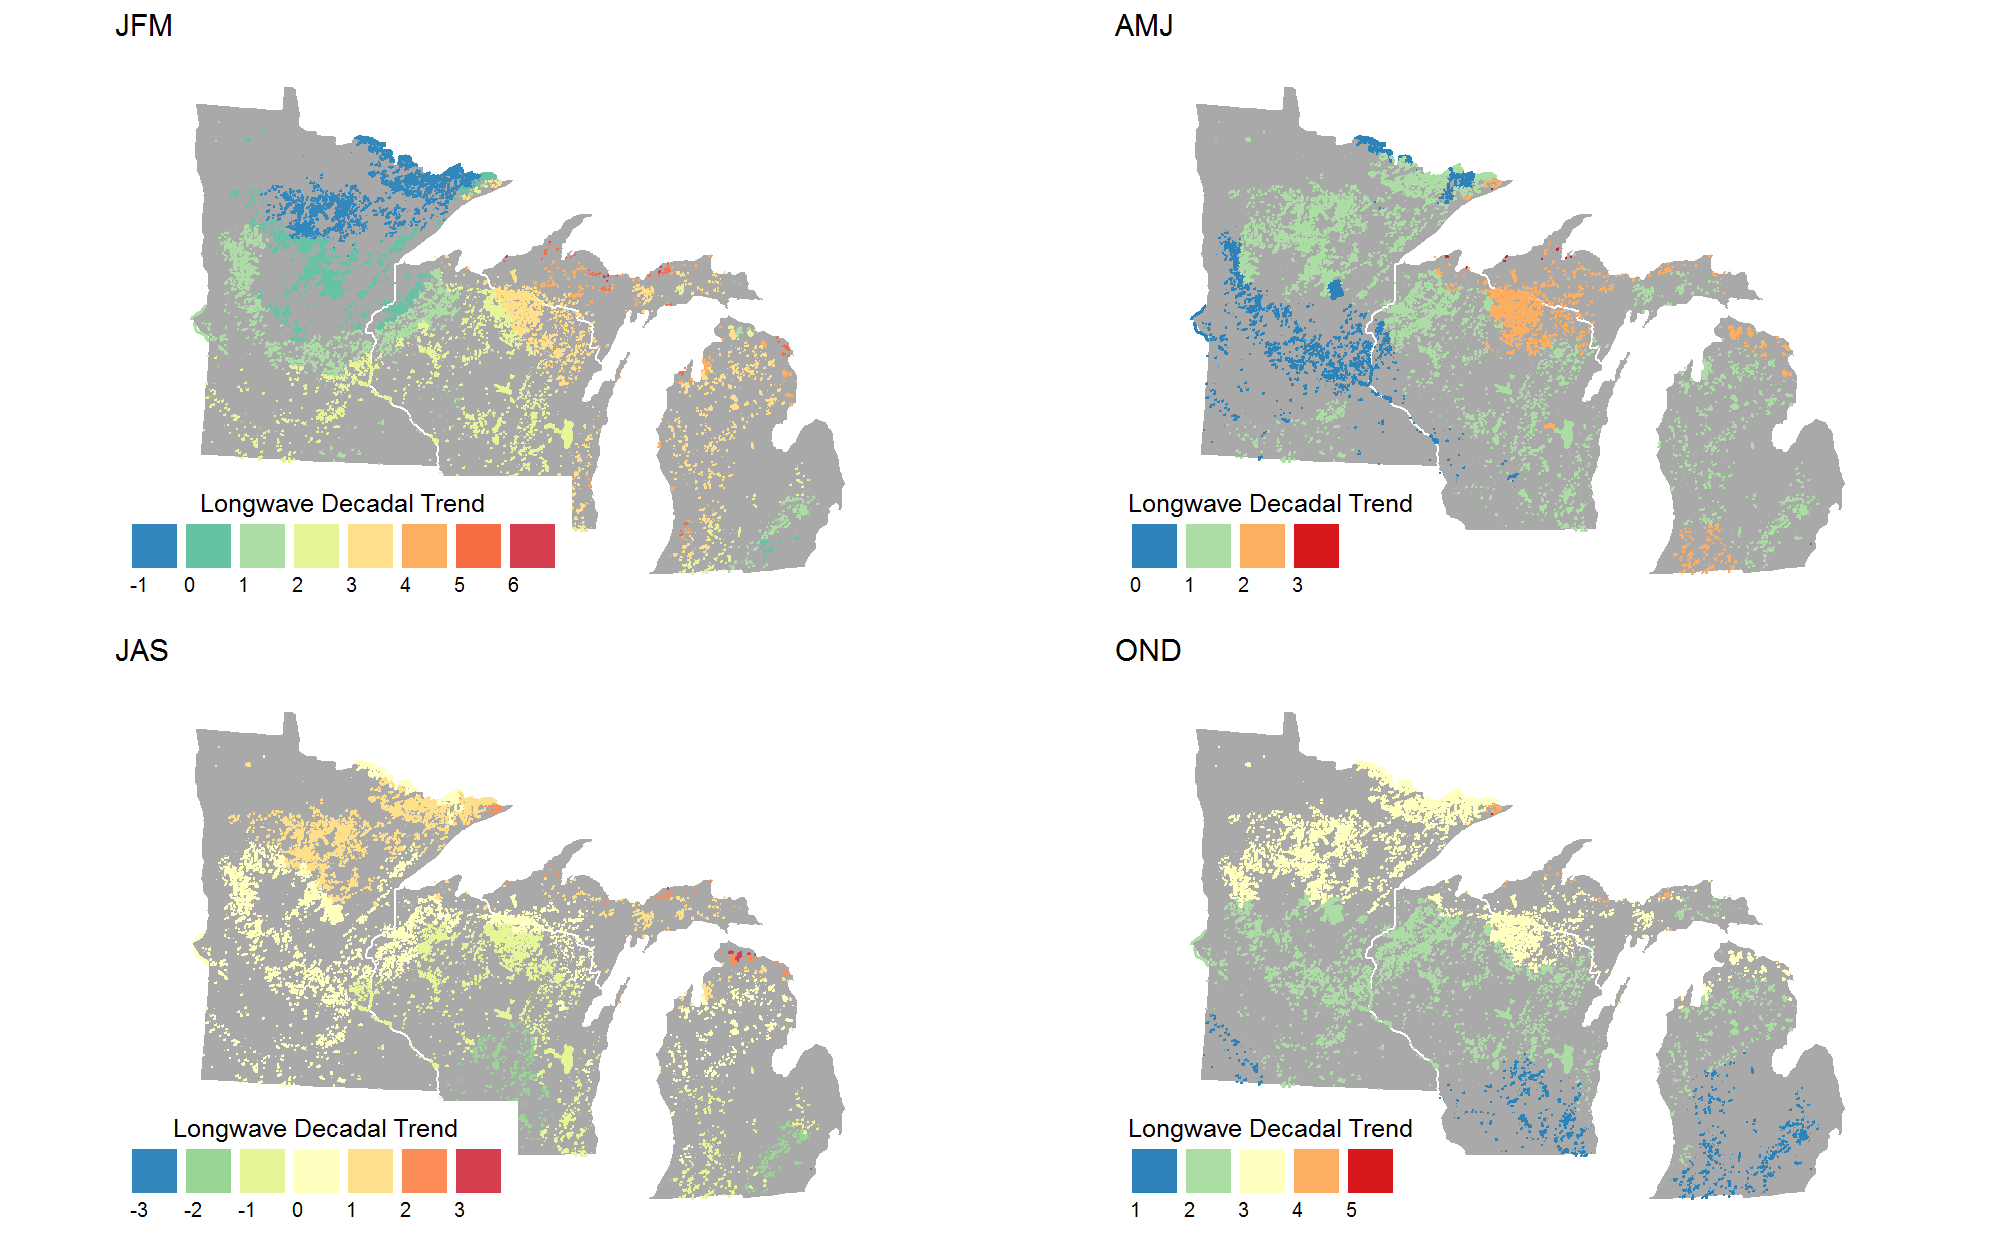 JFM
AMJ
Longwave Decadal Trend
-1 0 1 2 3 4 5 6
Longwave Decadal Trend
0 1 2 3
JAS
OND
Longwave Decadal Trend
-3 -2 -1 0 1 2 3
Longwave Decadal Trend
1 2 3 4 5